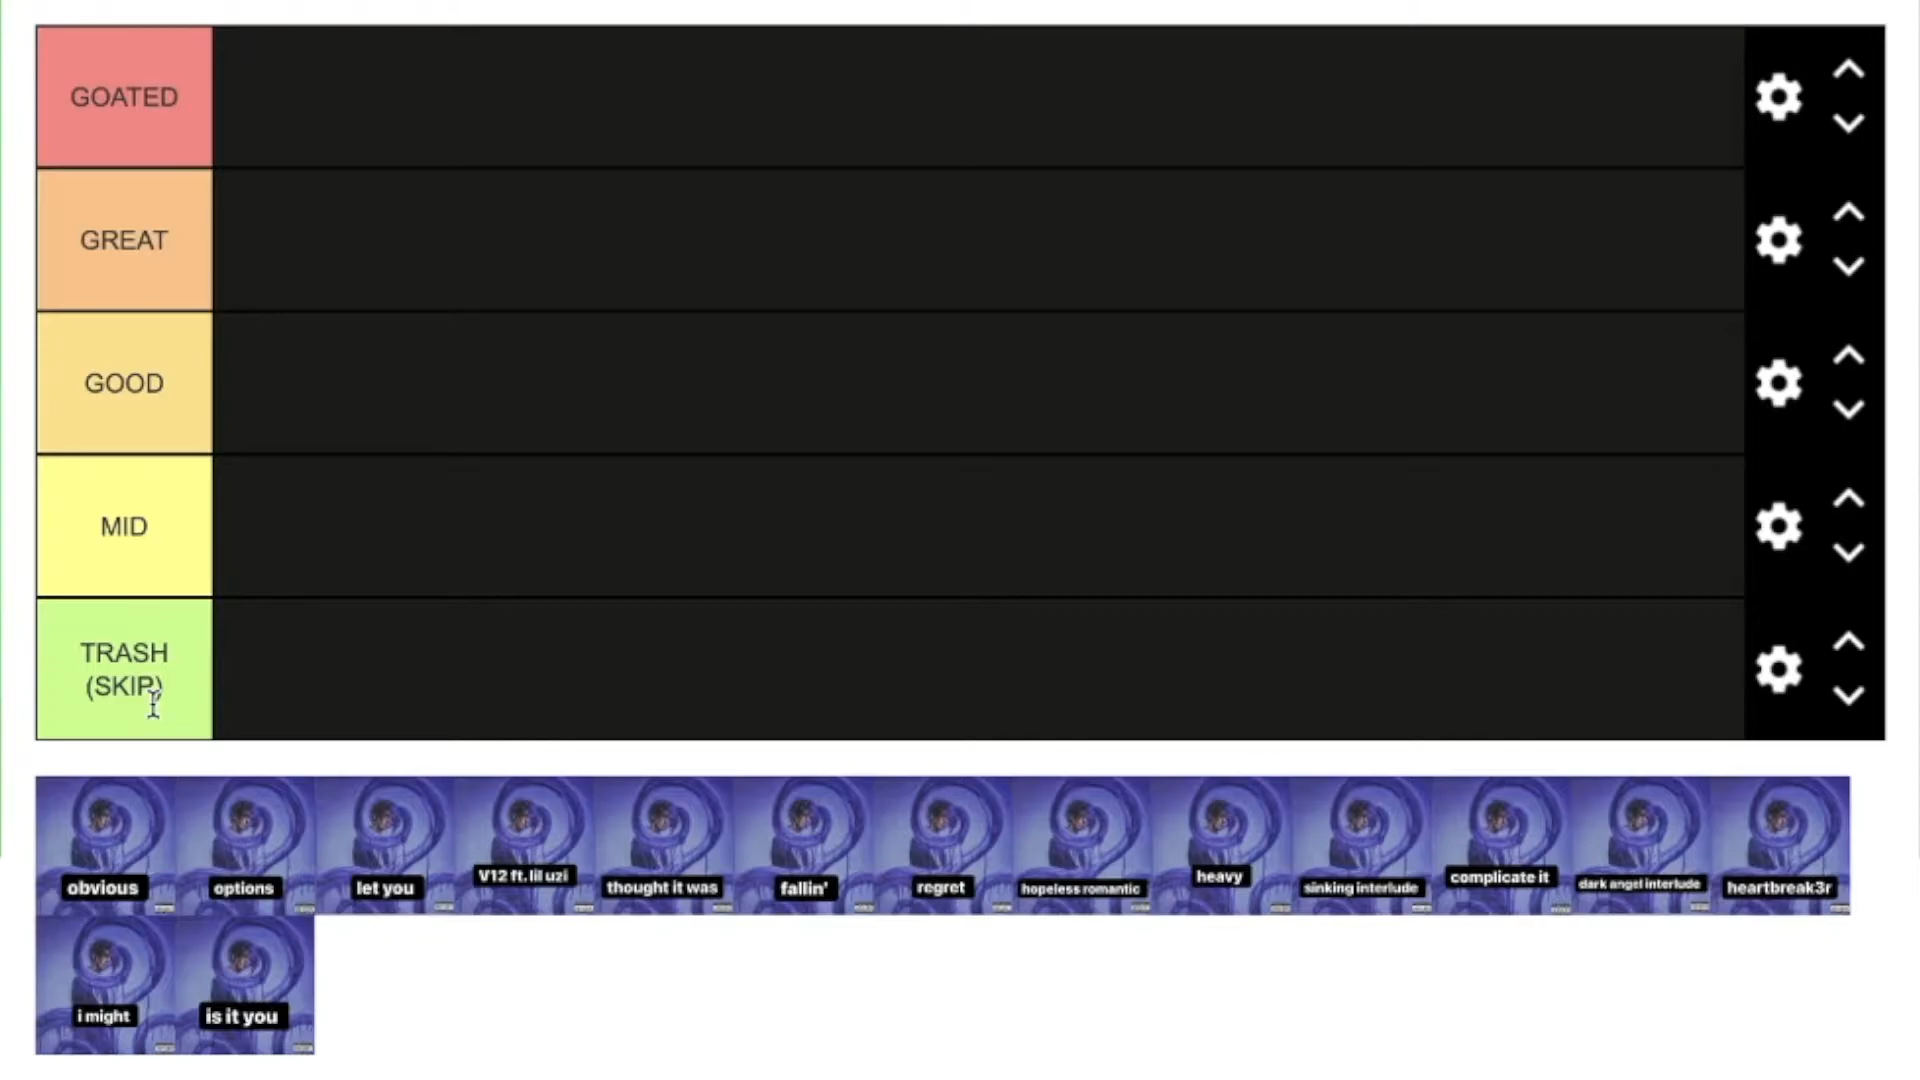 GOATED
GREAT
GOOD
MID
TRASH
(SKIP)
obvious
options
let you
V12 ft. lil uzi
thought it was
fallin'
regret
hopeless romantic
heavy
sinking interlude
complicate it
dark angel interlude
heartbreak3r
i might
is it you